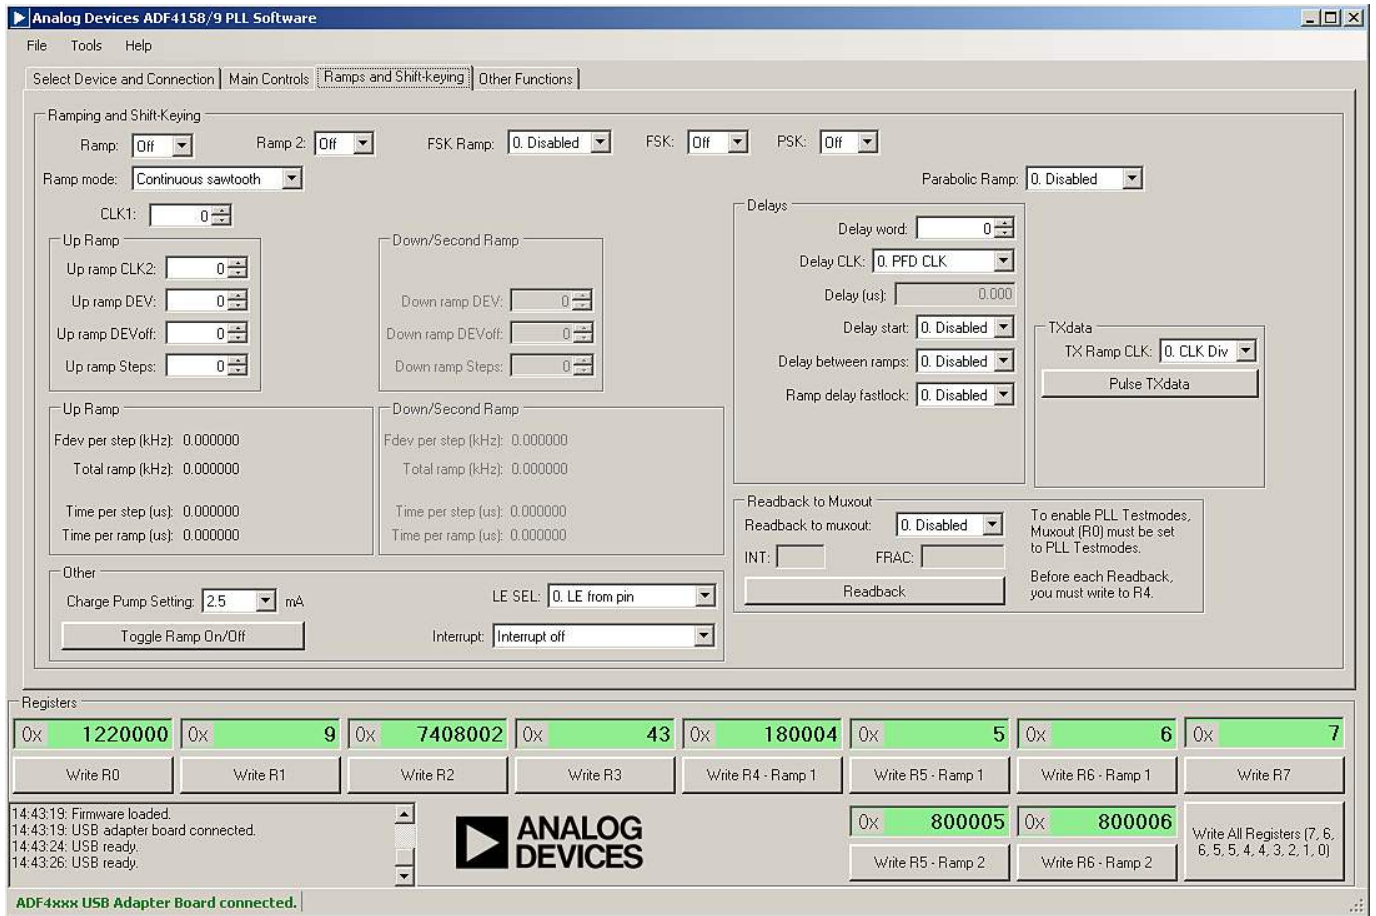 Analog Devices ADF4158/9 PLL Software
File Tools Help
Select Device and Connection Main Controls Ramps and Shift-keying Other Functions
Ramping and Shift-Keying
Ramp: Off Ramp 2: Off FSK Ramp: 0. Disabled FSK: Off PSK: Off
Ramp mode: Continuous sawtooth Parabolic Ramp: 0. Disabled
CLK1: 0
Up Ramp
Up ramp CLK2: 0
Up ramp DEV: 0
Up ramp DEVoff: 0
Up ramp Steps: 0
Down/Second Ramp
Down ramp DEV: 0
Down ramp DEVoff: 0
Down ramp Steps: 0
Delays
Delay word: 0
Delay CLK: 0. PFD CLK
Delay (us): 0.000
Delay start: 0. Disabled
Delay between ramps: 0. Disabled
Ramp delay fastlock: 0. Disabled
TXdata
TX Ramp CLK: 0. CLK Div
Pulse TXdata
Up Ramp
Fdev per step (kHz): 0.000000
Total ramp (kHz): 0.000000
Time per step (us): 0.000000
Time per ramp (us): 0.000000
Down/Second Ramp
Fdev per step (kHz): 0.000000
Total ramp (kHz): 0.000000
Time per step (us): 0.000000
Time per ramp (us): 0.000000
Readback to Muxout
Readback to muxout: 0. Disabled
INT: FRAC:
Readback
To enable PLL Testmodes,
Muxout (R0) must be set
to PLL Testmodes.
Before each Readback,
you must write to R4.
Other
Charge Pump Setting: 2.5 mA
LE SEL: 0. LE from pin
Toggle Ramp On/Off
Interrupt: Interrupt off
Registers
0x 1220000 0x 9 0x 7408002 0x 43 0x 180004 0x 5 0x 6 0x 7
Write R0 Write R1 Write R2 Write R3 Write R4 - Ramp 1 Write R5 - Ramp 1 Write R6 - Ramp 1 Write R7
14:43:19: Firmware loaded.
14:43:19: USB adapter board connected.
14:43:24: USB ready.
14:43:26: USB ready.
ANALOG
DEVICES
0x 800005 0x 800006
Write R5 - Ramp 2 Write R6 - Ramp 2
Write All Registers (7, 6,
6, 5, 5, 4, 4, 3, 2, 1, 0)
ADF4xxx USB Adapter Board connected.